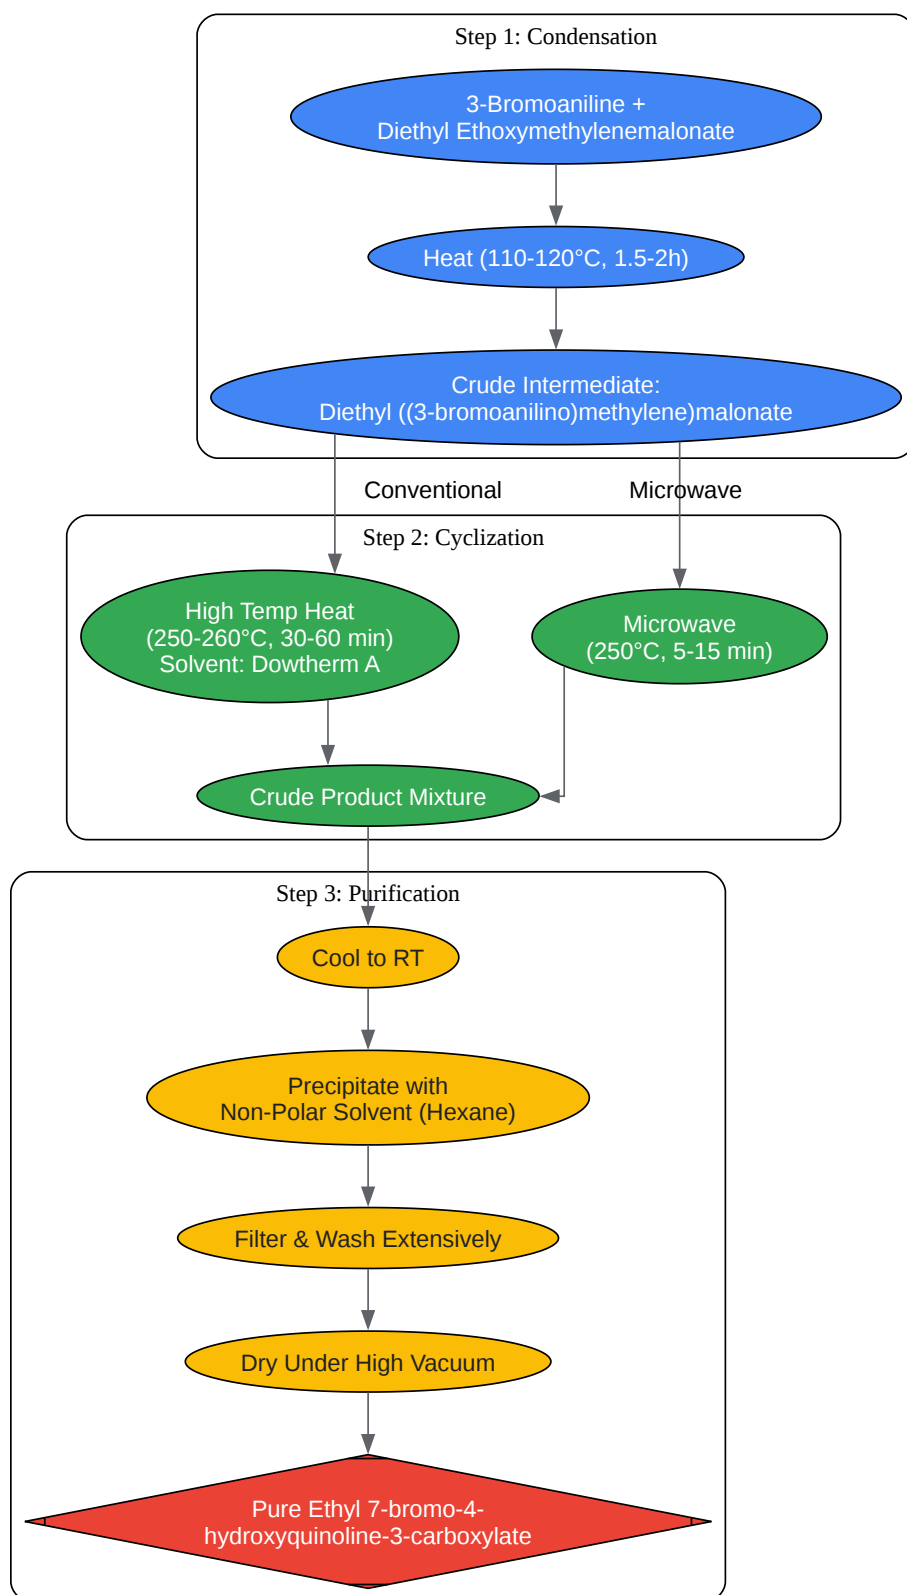 Step 1: Condensation
3-Bromoaniline +
Diethyl Ethoxymethylenemalonate
Heat (110-120°C, 1.5-2h)
Crude Intermediate:
Diethyl ((3-bromoanilino)methylene)malonate
Conventional
Microwave
Step 2: Cyclization
High Temp Heat
(250-260°C, 30-60 min)
Solvent: Dowtherm A
Microwave
(250°C, 5-15 min)
Crude Product Mixture
Step 3: Purification
Cool to RT
Precipitate with
Non-Polar Solvent (Hexane)
Filter & Wash Extensively
Dry Under High Vacuum
Pure Ethyl 7-bromo-4-
hydroxyquinoline-3-carboxylate